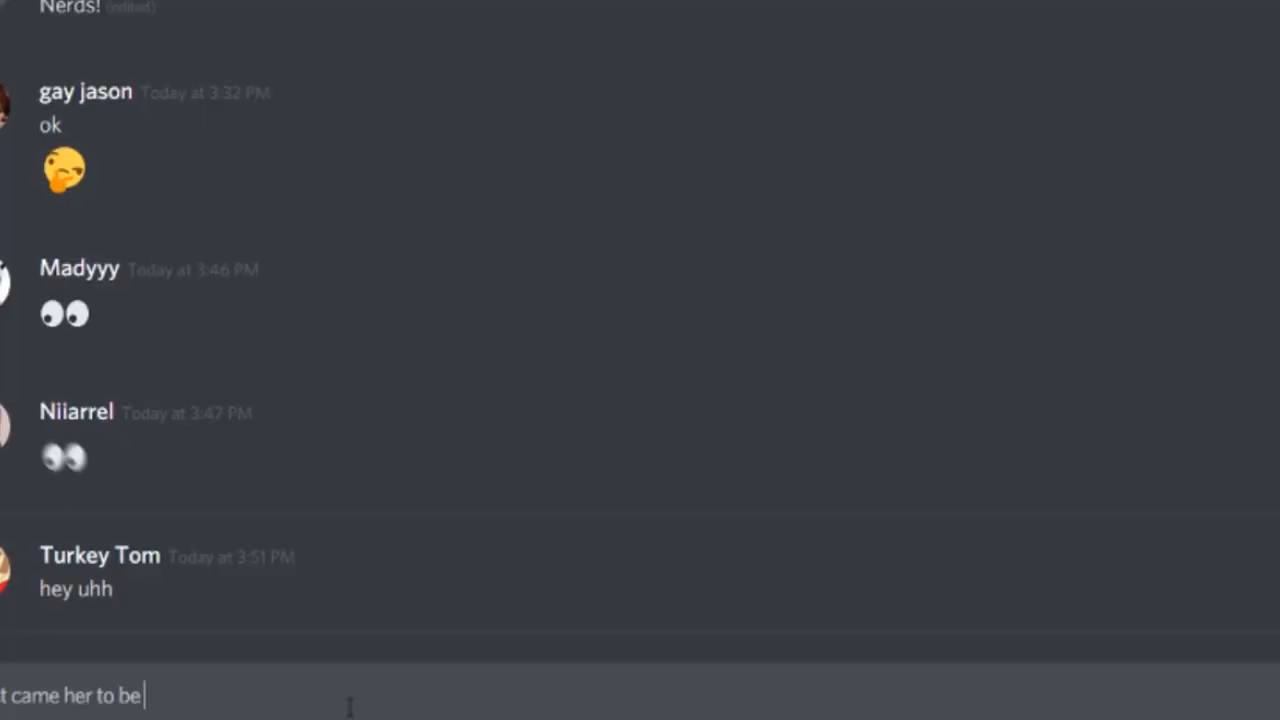 Nerds! (edited)
gay jason Today at 3:32 PM
ok
Madyyy Today at 3:46 PM
Niiarrel Today at 3:47 PM
Turkey Tom Today at 3:51 PM
hey uhh
t came her to be